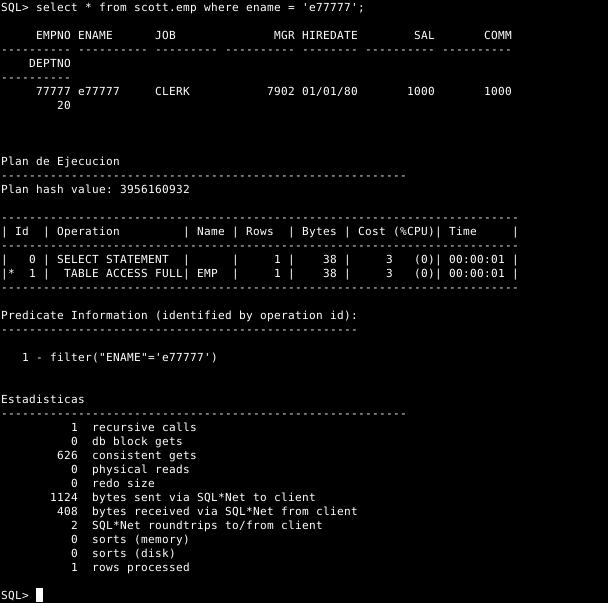 SQL> select * from scott.emp where ename = 'e77777';
     EMPNO ENAME      JOB              MGR HIREDATE        SAL       COMM
---------- ---------- --------- ---------- -------- ---------- ----------
    DEPTNO
----------
     77777 e77777     CLERK           7902 01/01/80       1000       1000
        20
Plan de Ejecucion
----------------------------------------------------------
Plan hash value: 3956160932
--------------------------------------------------------------------------
| Id  | Operation         | Name | Rows  | Bytes | Cost (%CPU)| Time     |
--------------------------------------------------------------------------
|   0 | SELECT STATEMENT  |      |     1 |    38 |     3   (0)| 00:00:01 |
|*  1 |  TABLE ACCESS FULL| EMP  |     1 |    38 |     3   (0)| 00:00:01 |
--------------------------------------------------------------------------
Predicate Information (identified by operation id):
---------------------------------------------------
   1 - filter("ENAME"='e77777')
Estadisticas
----------------------------------------------------------
          1  recursive calls
          0  db block gets
        626  consistent gets
          0  physical reads
          0  redo size
       1124  bytes sent via SQL*Net to client
        408  bytes received via SQL*Net from client
          2  SQL*Net roundtrips to/from client
          0  sorts (memory)
          0  sorts (disk)
          1  rows processed
SQL>